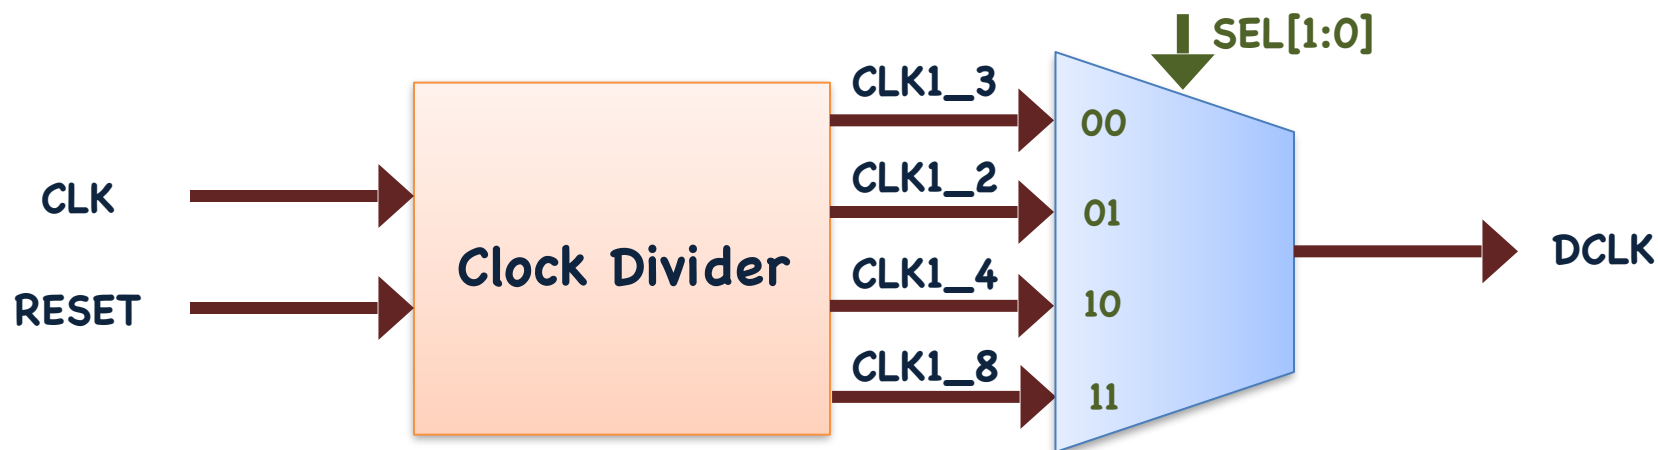 SEL[1:0]
CLK1_3
00
CLK1_2
CLK
01
Clock Divider
DCLK
CLK1_4
RESET
10
CLK1_8
11